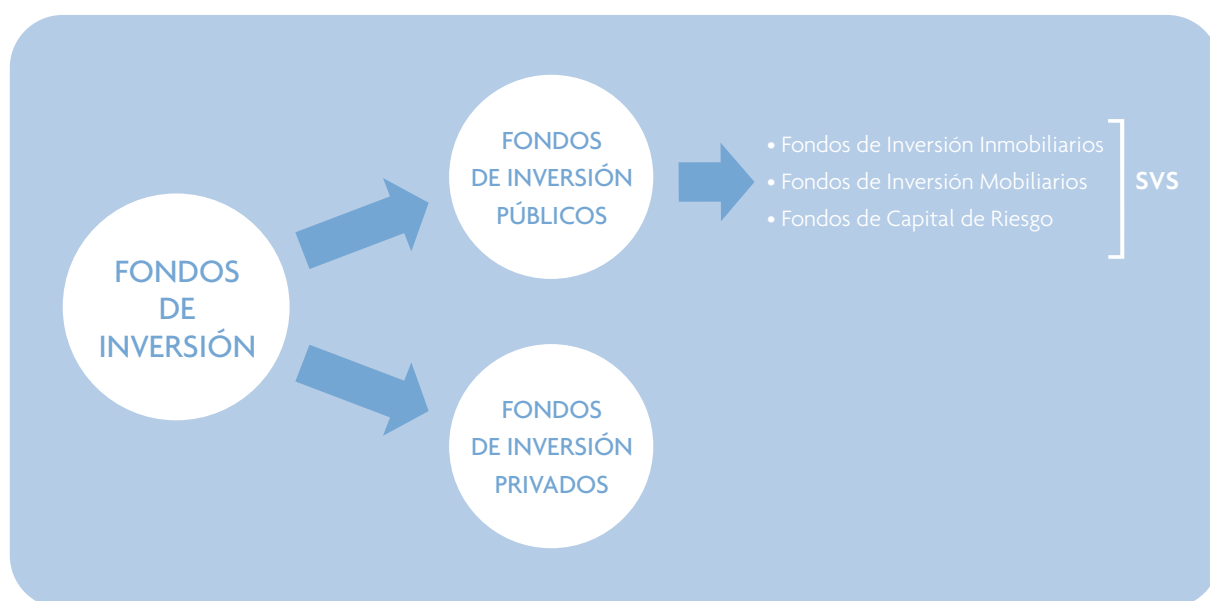 FONDOS
DE
INVERSIÓN
FONDOS
DE INVERSIÓN
PÚBLICOS
• Fondos de Inversión Inmobiliarios
• Fondos de Inversión Mobiliarios
• Fondos de Capital de Riesgo
SVS
FONDOS
DE INVERSIÓN
PRIVADOS